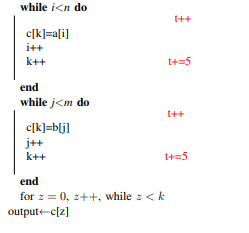 while i<n do
t++
c[k]=a[i]
i++
k++ t+=5
end
while j<m do
t++
c[k]=b[j]
j++
k++ t+=5
end
for z = 0, z++, while z < k
output←c[z]